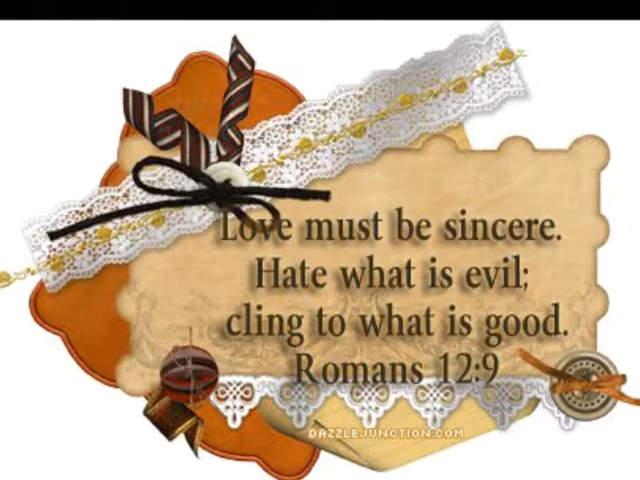 Love must be sincere.
Hate what is evil;
cling to what is good.
Romans 12:9
DAZZLEJUNCTION.COM